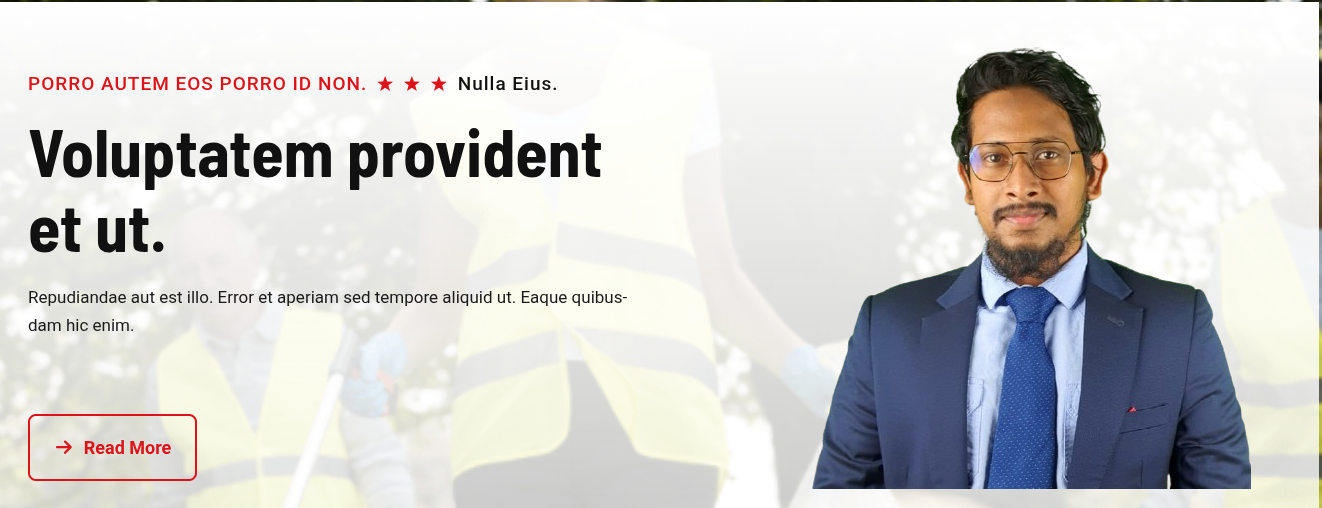 PORRO AUTEM EOS PORRO ID NON. ★ ★ ★ Nulla Eius.
Voluptatem provident
et ut.
Repudiandae aut est illo. Error et aperiam sed tempore aliquid ut. Eaque quibus-
dam hic enim.
→ Read More